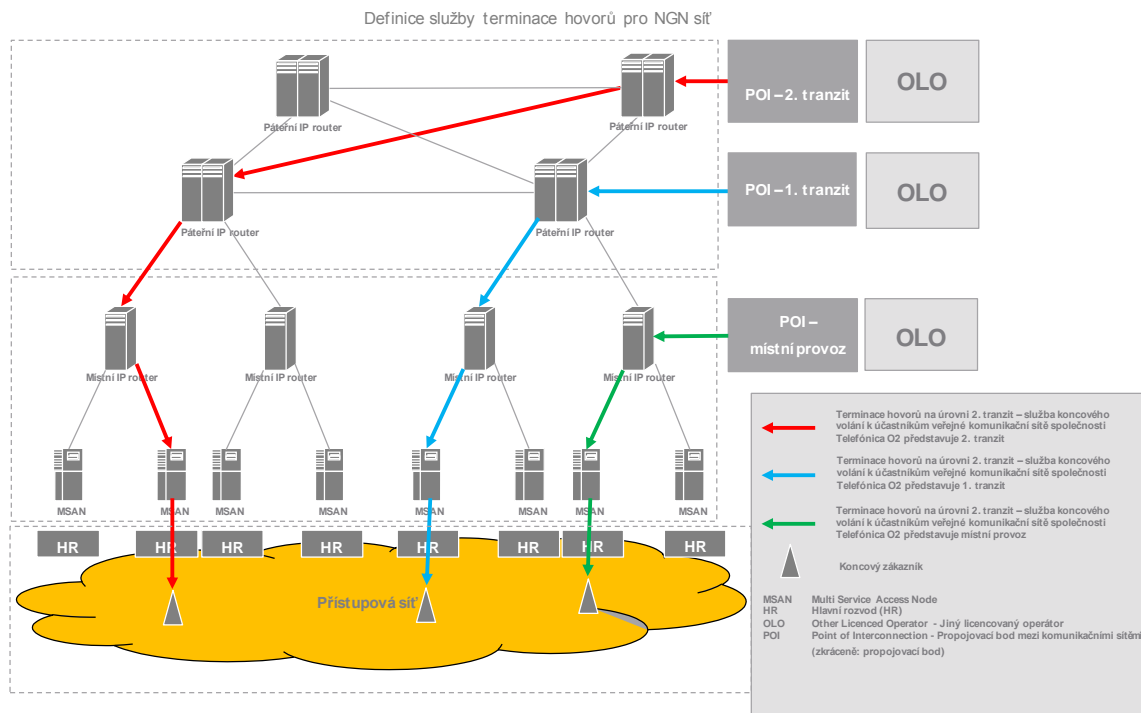 Definice služby terminace hovorů pro NGN síť
POI – 2. tranzit
OLO
Páteřní IP router
Páteřní IP router
POI – 1. tranzit
OLO
Páteřní IP router
Páteřní IP router
POI –
místní provoz
OLO
Místní IP router
Místní IP router
Místní IP router
Místní IP router
MSAN
MSAN
MSAN
MSAN
MSAN
MSAN
MSAN
MSAN
HR
HR
HR
HR
HR
HR
HR
HR
Přístupová síť
Terminace hovorů na úrovni 2. tranzit – služba koncového
volání k účastníkům veřejné komunikační sítě společnosti
Telefónica O2 představuje 2. tranzit
Terminace hovorů na úrovni 2. tranzit – služba koncového
volání k účastníkům veřejné komunikační sítě společnosti
Telefónica O2 představuje 1. tranzit
Terminace hovorů na úrovni 2. tranzit – služba koncového
volání k účastníkům veřejné komunikační sítě společnosti
Telefónica O2 představuje místní provoz
Koncový zákazník
MSAN Multi Service Access Node
HR Hlavní rozvod (HR)
OLO Other Licenced Operator - Jiný licencovaný operátor
POI Point of Interconnection - Propojovací bod mezi komunikačními sítěmi
(zkráceně: propojovací bod)